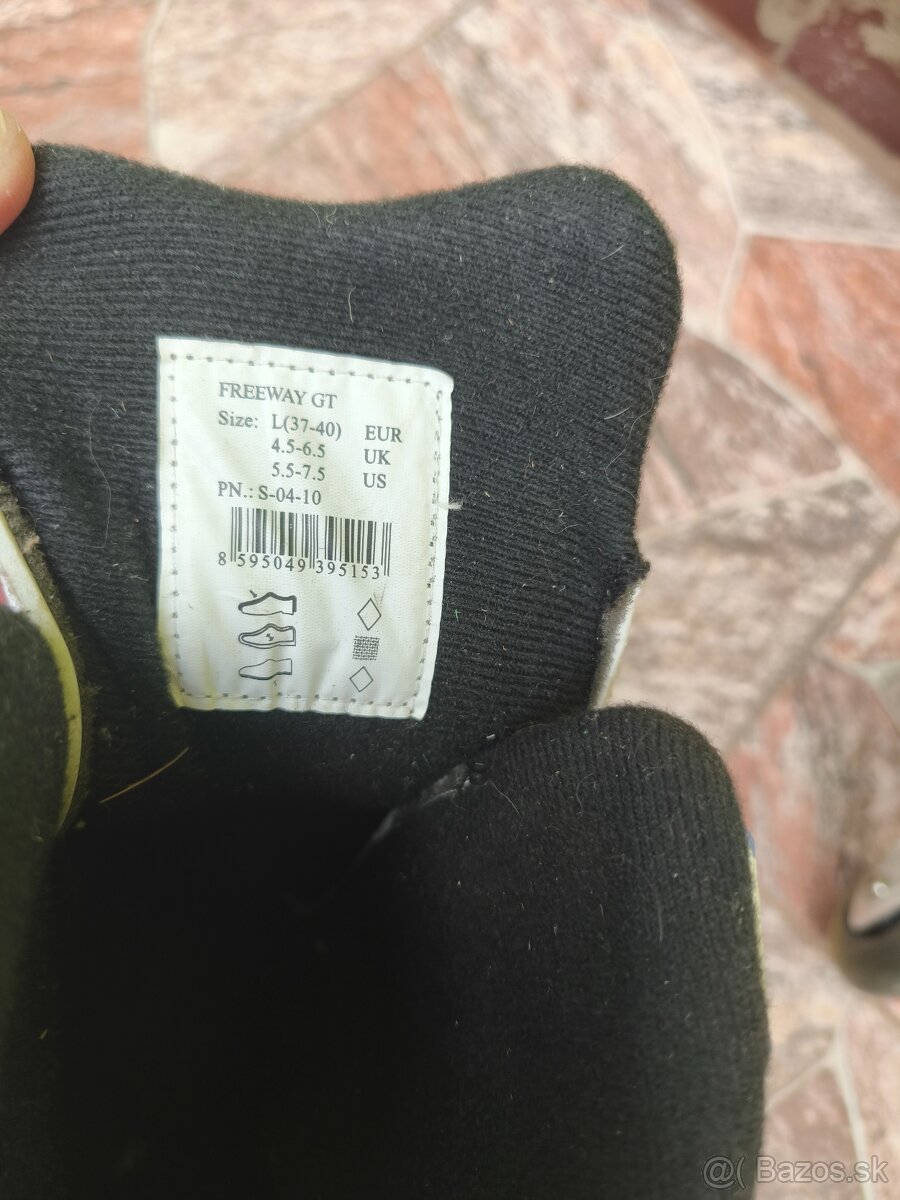 FREEWAY GT
Size: L(37-40) EUR
4.5-6.5 UK
5.5-7.5 US
PN.: S-04-10
8 595049 395153
@( Bazos.sk